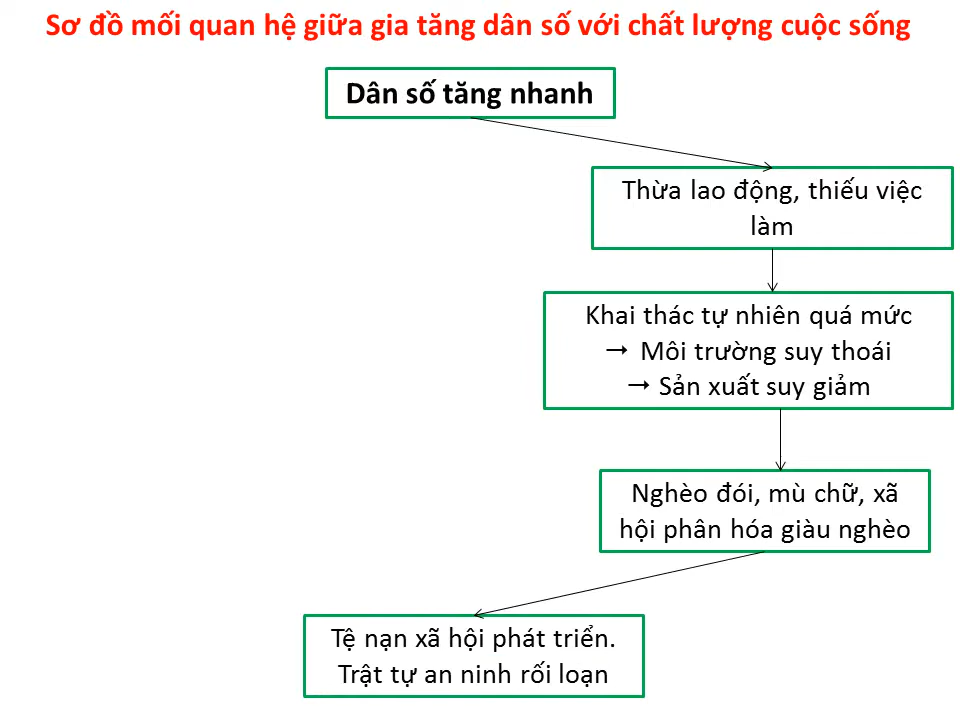 Sơ đồ mối quan hệ giữa gia tăng dân số với chất lượng cuộc sống
Dân số tăng nhanh
Thừa lao động, thiếu việc
làm
Khai thác tự nhiên quá mức
→ Môi trường suy thoái
→ Sản xuất suy giảm
Nghèo đói, mù chữ, xã
hội phân hóa giàu nghèo
Tệ nạn xã hội phát triển.
Trật tự an ninh rối loạn